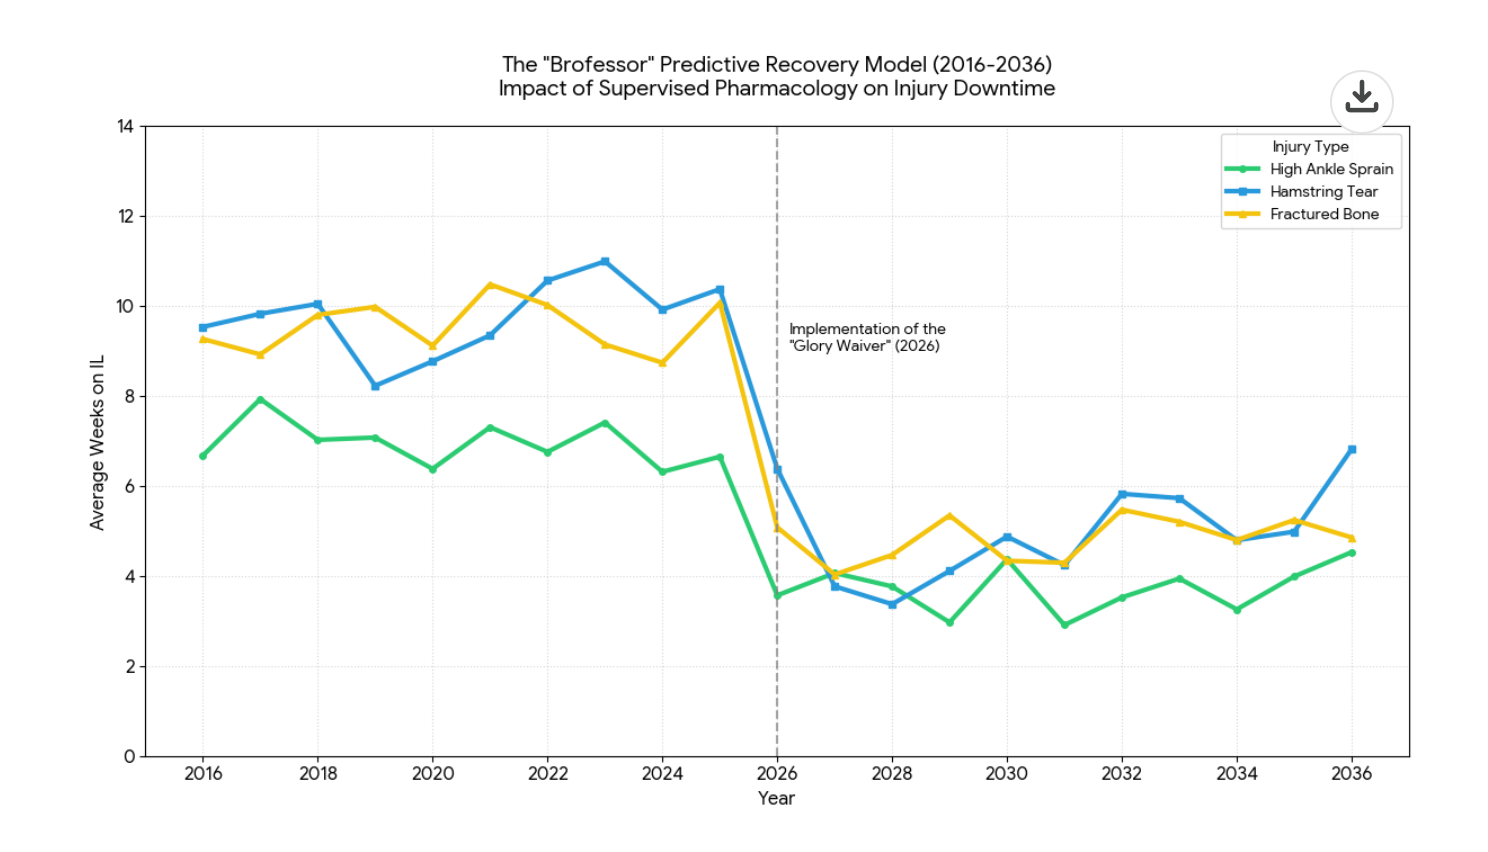 The "Brofessor" Predictive Recovery Model (2016-2036)
Impact of Supervised Pharmacology on Injury Downtime
14
12
10
8
6
4
2
0
Average Weeks on IL
Injury Type
High Ankle Sprain
Hamstring Tear
Fractured Bone
Implementation of the
"Glory Waiver" (2026)
2016 2018 2020 2022 2024 2026 2028 2030 2032 2034 2036
Year